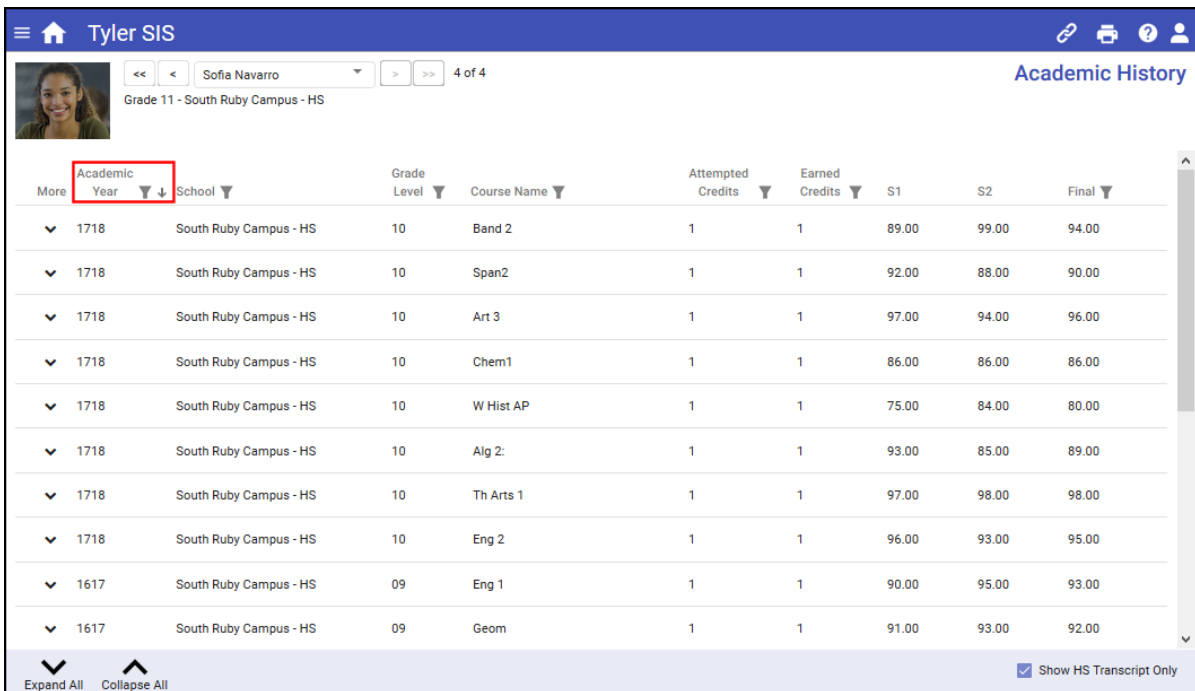 Tyler SIS
<< < Sofia Navarro > >> 4 of 4
Academic History
Grade 11 - South Ruby Campus - HS
More Academic Year School Grade Level Course Name Attempted Credits Earned Credits S1 S2 Final
1718 South Ruby Campus - HS 10 Band 2 1 1 89.00 99.00 94.00
1718 South Ruby Campus - HS 10 Span2 1 1 92.00 88.00 90.00
1718 South Ruby Campus - HS 10 Art 3 1 1 97.00 94.00 96.00
1718 South Ruby Campus - HS 10 Chem1 1 1 86.00 86.00 86.00
1718 South Ruby Campus - HS 10 W Hist AP 1 1 75.00 84.00 80.00
1718 South Ruby Campus - HS 10 Alg 2: 1 1 93.00 85.00 89.00
1718 South Ruby Campus - HS 10 Th Arts 1 1 1 97.00 98.00 98.00
1718 South Ruby Campus - HS 10 Eng 2 1 1 96.00 93.00 95.00
1617 South Ruby Campus - HS 09 Eng 1 1 1 90.00 95.00 93.00
1617 South Ruby Campus - HS 09 Geom 1 1 91.00 93.00 92.00
Expand All Collapse All Show HS Transcript Only